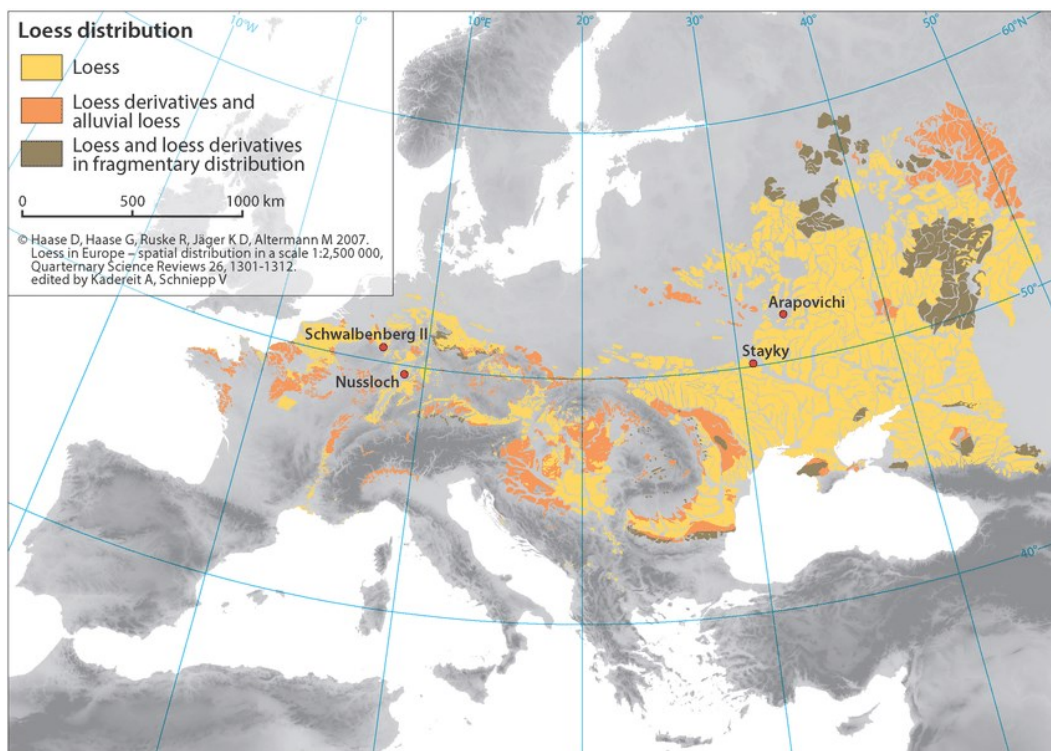 Loess distribution
Loess
Loess derivatives and
alluvial loess
Loess and loess derivatives
in fragmentary distribution
0 500 1000 km
© Haase D, Haase G, Ruske R, Jäger K D, Altermann M 2007.
Loess in Europe – spatial distribution in a scale 1:2,500 000,
Quarternary Science Reviews 26, 1301-1312.
edited by Kadereit A, Schniepp V
10°W
0°
10°E
20°
30°
40°
50°
60°N
50°
40°
Arapovichi
Schwalbenberg II
Stayky
Nussloch